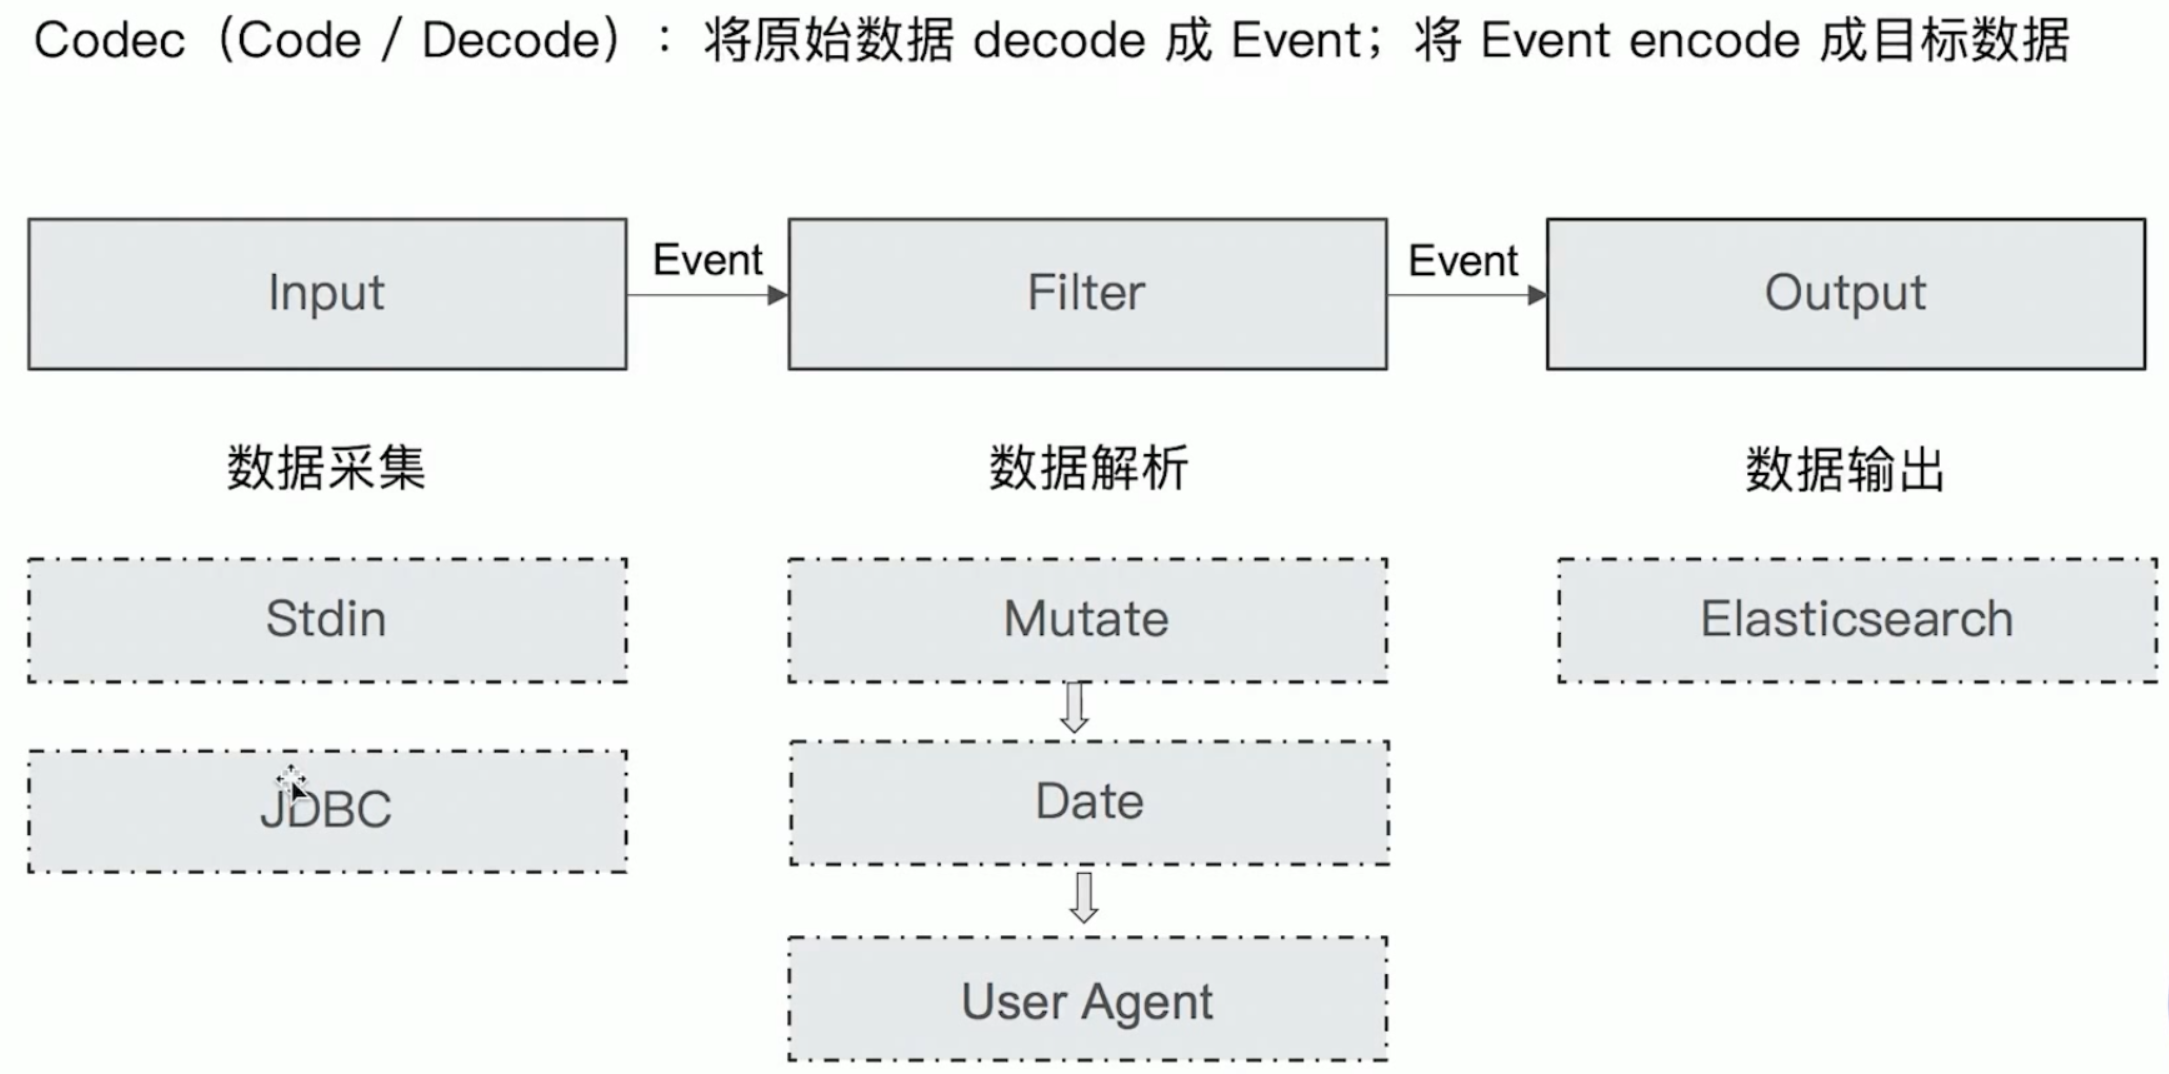 Codec（Code / Decode）：将原始数据 decode 成 Event；将 Event encode 成目标数据
Input
Event
Filter
Event
Output
数据采集
数据解析
数据输出
Stdin
Mutate
Elasticsearch
JDBC
Date
User Agent